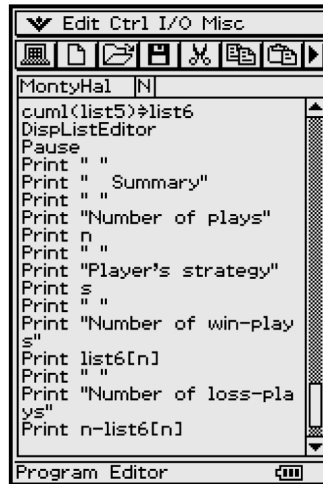 Edit Ctrl I/O Misc
MontyHal N
cuml(list5)⇒list6
DispListEditor
Pause
Print " "
Print "  Summary"
Print " "
Print "Number of plays"
Print n
Print " "
Print "Player's strategy"
Print s
Print " "
Print "Number of win-play
s"
Print list6[n]
Print " "
Print "Number of loss-pla
ys"
Print n-list6[n]
Program Editor